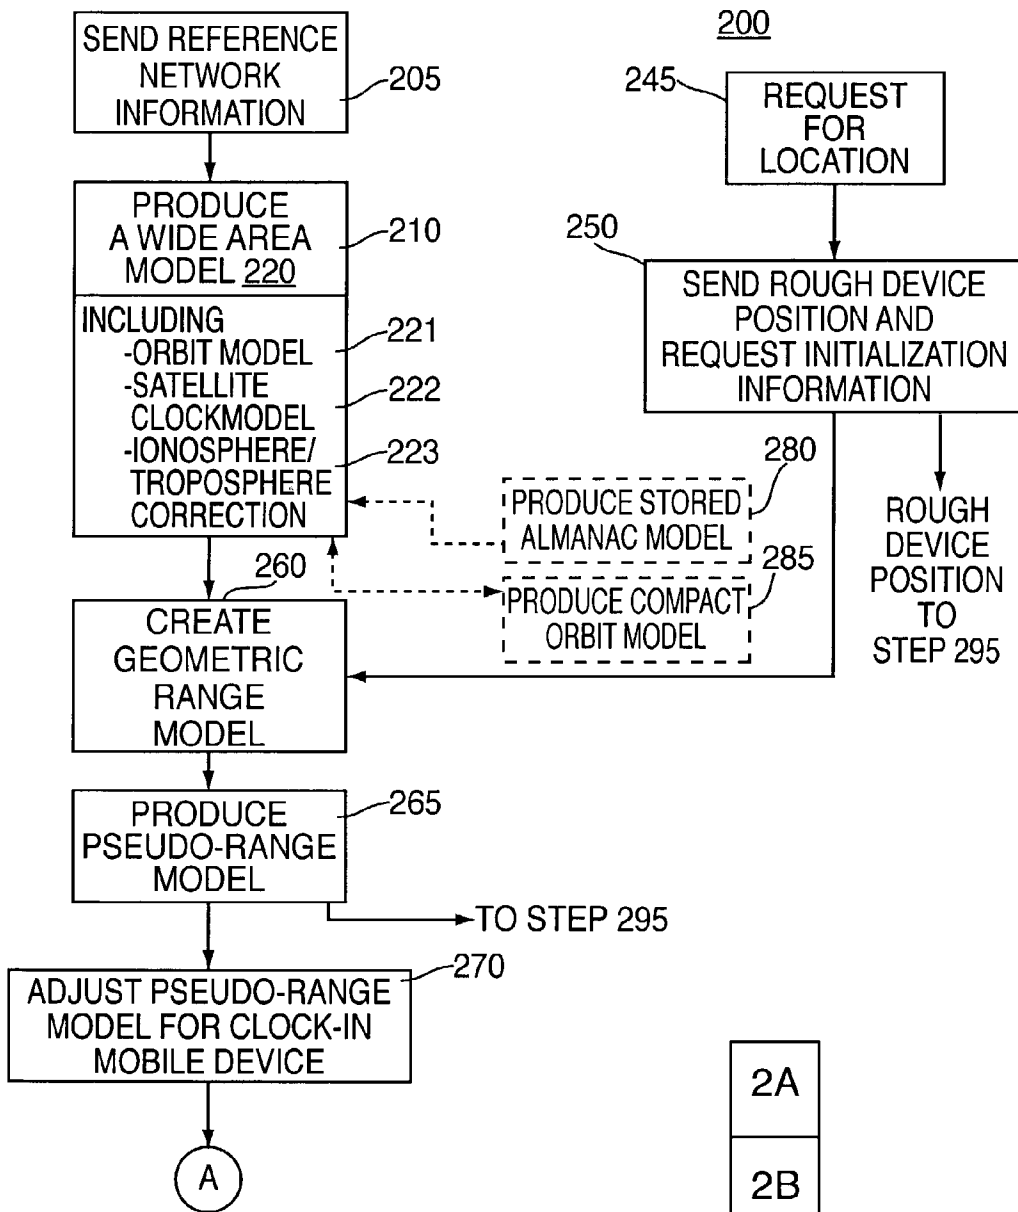 200
SEND REFERENCE
NETWORK
INFORMATION
205
PRODUCE
A WIDE AREA
MODEL 220
210
INCLUDING
-ORBIT MODEL
221
-SATELLITE
CLOCKMODEL
222
-IONOSPHERE/
TROPOSPHERE
CORRECTION
223
245
REQUEST
FOR
LOCATION
250
SEND ROUGH DEVICE
POSITION AND
REQUEST INITIALIZATION
INFORMATION
280
PRODUCE STORED
ALMANAC MODEL
285
PRODUCE COMPACT
ORBIT MODEL
ROUGH
DEVICE
POSITION
TO
STEP 295
260
CREATE
GEOMETRIC
RANGE
MODEL
PRODUCE
PSEUDO-RANGE
MODEL
265
TO STEP 295
270
ADJUST PSEUDO-RANGE
MODEL FOR CLOCK-IN
MOBILE DEVICE
A
2A
2B